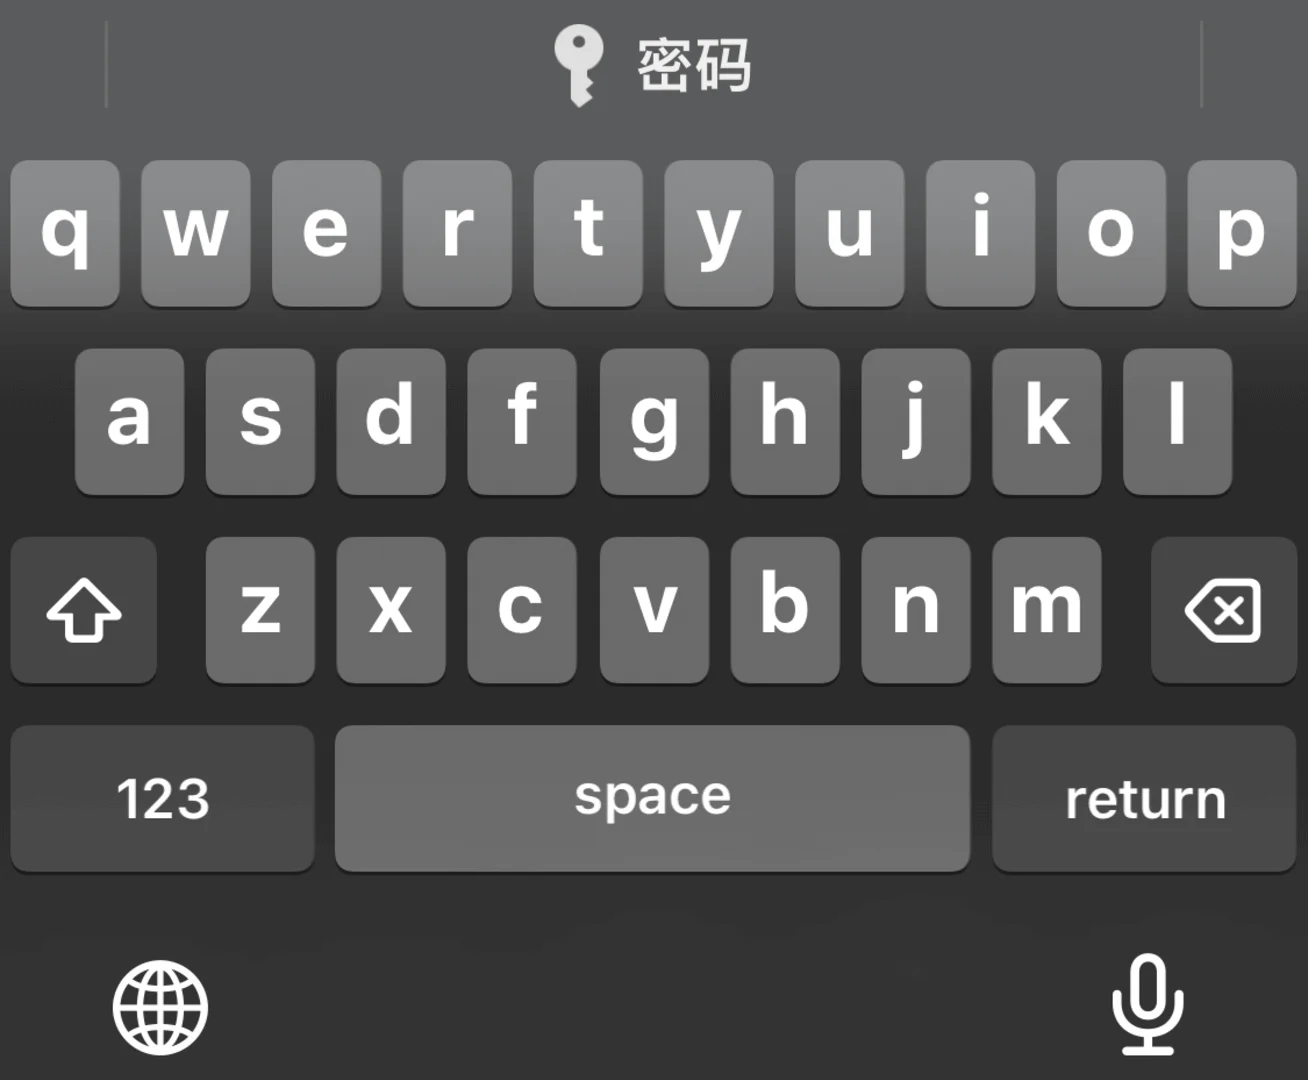 密码
q w e r t y u i o p
a s d f g h j k l
z x c v b n m
123 space return